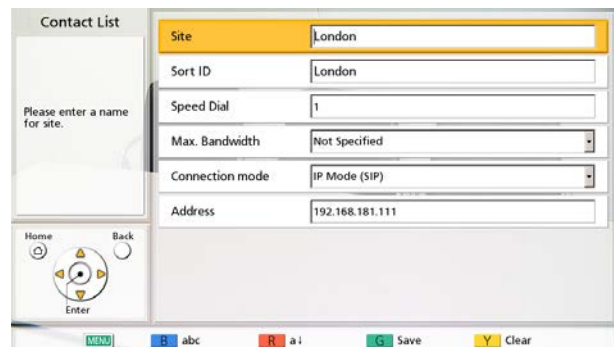 Contact List
Please enter a name
for site.
Site London
Sort ID London
Speed Dial 1
Max. Bandwidth Not Specified
Connection mode IP Mode (SIP)
Address 192.168.181.111
Home Back
Enter
MENU B abc R a↓ G Save Y Clear